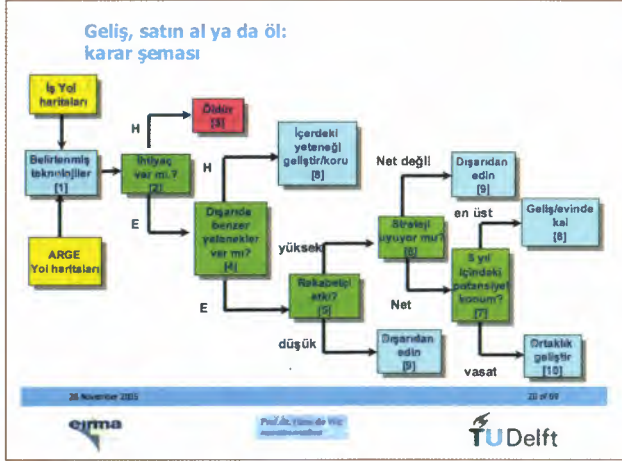 Geliş, satın al ya da öl:
karar şeması
İş Yol
haritaları
H
Öldür
[3]
Belirlenmiş
teknolojiler
[1]
İhtiyaç
var mı?
[2]
H
İçerdeki
yeteneği
geliştir/koru
[8]
Net değil
Dışarıdan
edin
[9]
E
Dışarıda
benzer
yetenekler
var mı?
[4]
yüksek
Strateji
uyuyor mu?
[6]
en üst
Geliş/evinde
kal
[8]
ARGE
Yol haritaları
E
Rekabetçi
etki?
[5]
Net
5 yıl
içindeki
potansiyel
konum?
[7]
düşük
Dışarıdan
edin
[9]
vasat
Ortaklık
geliştir
[10]
November 2005
eirma
Prof.dr.
TU Delft